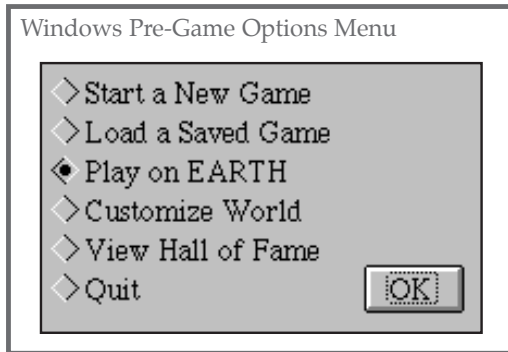 Windows Pre-Game Options Menu
Start a New Game
Load a Saved Game
Play on EARTH
Customize World
View Hall of Fame
Quit
OK